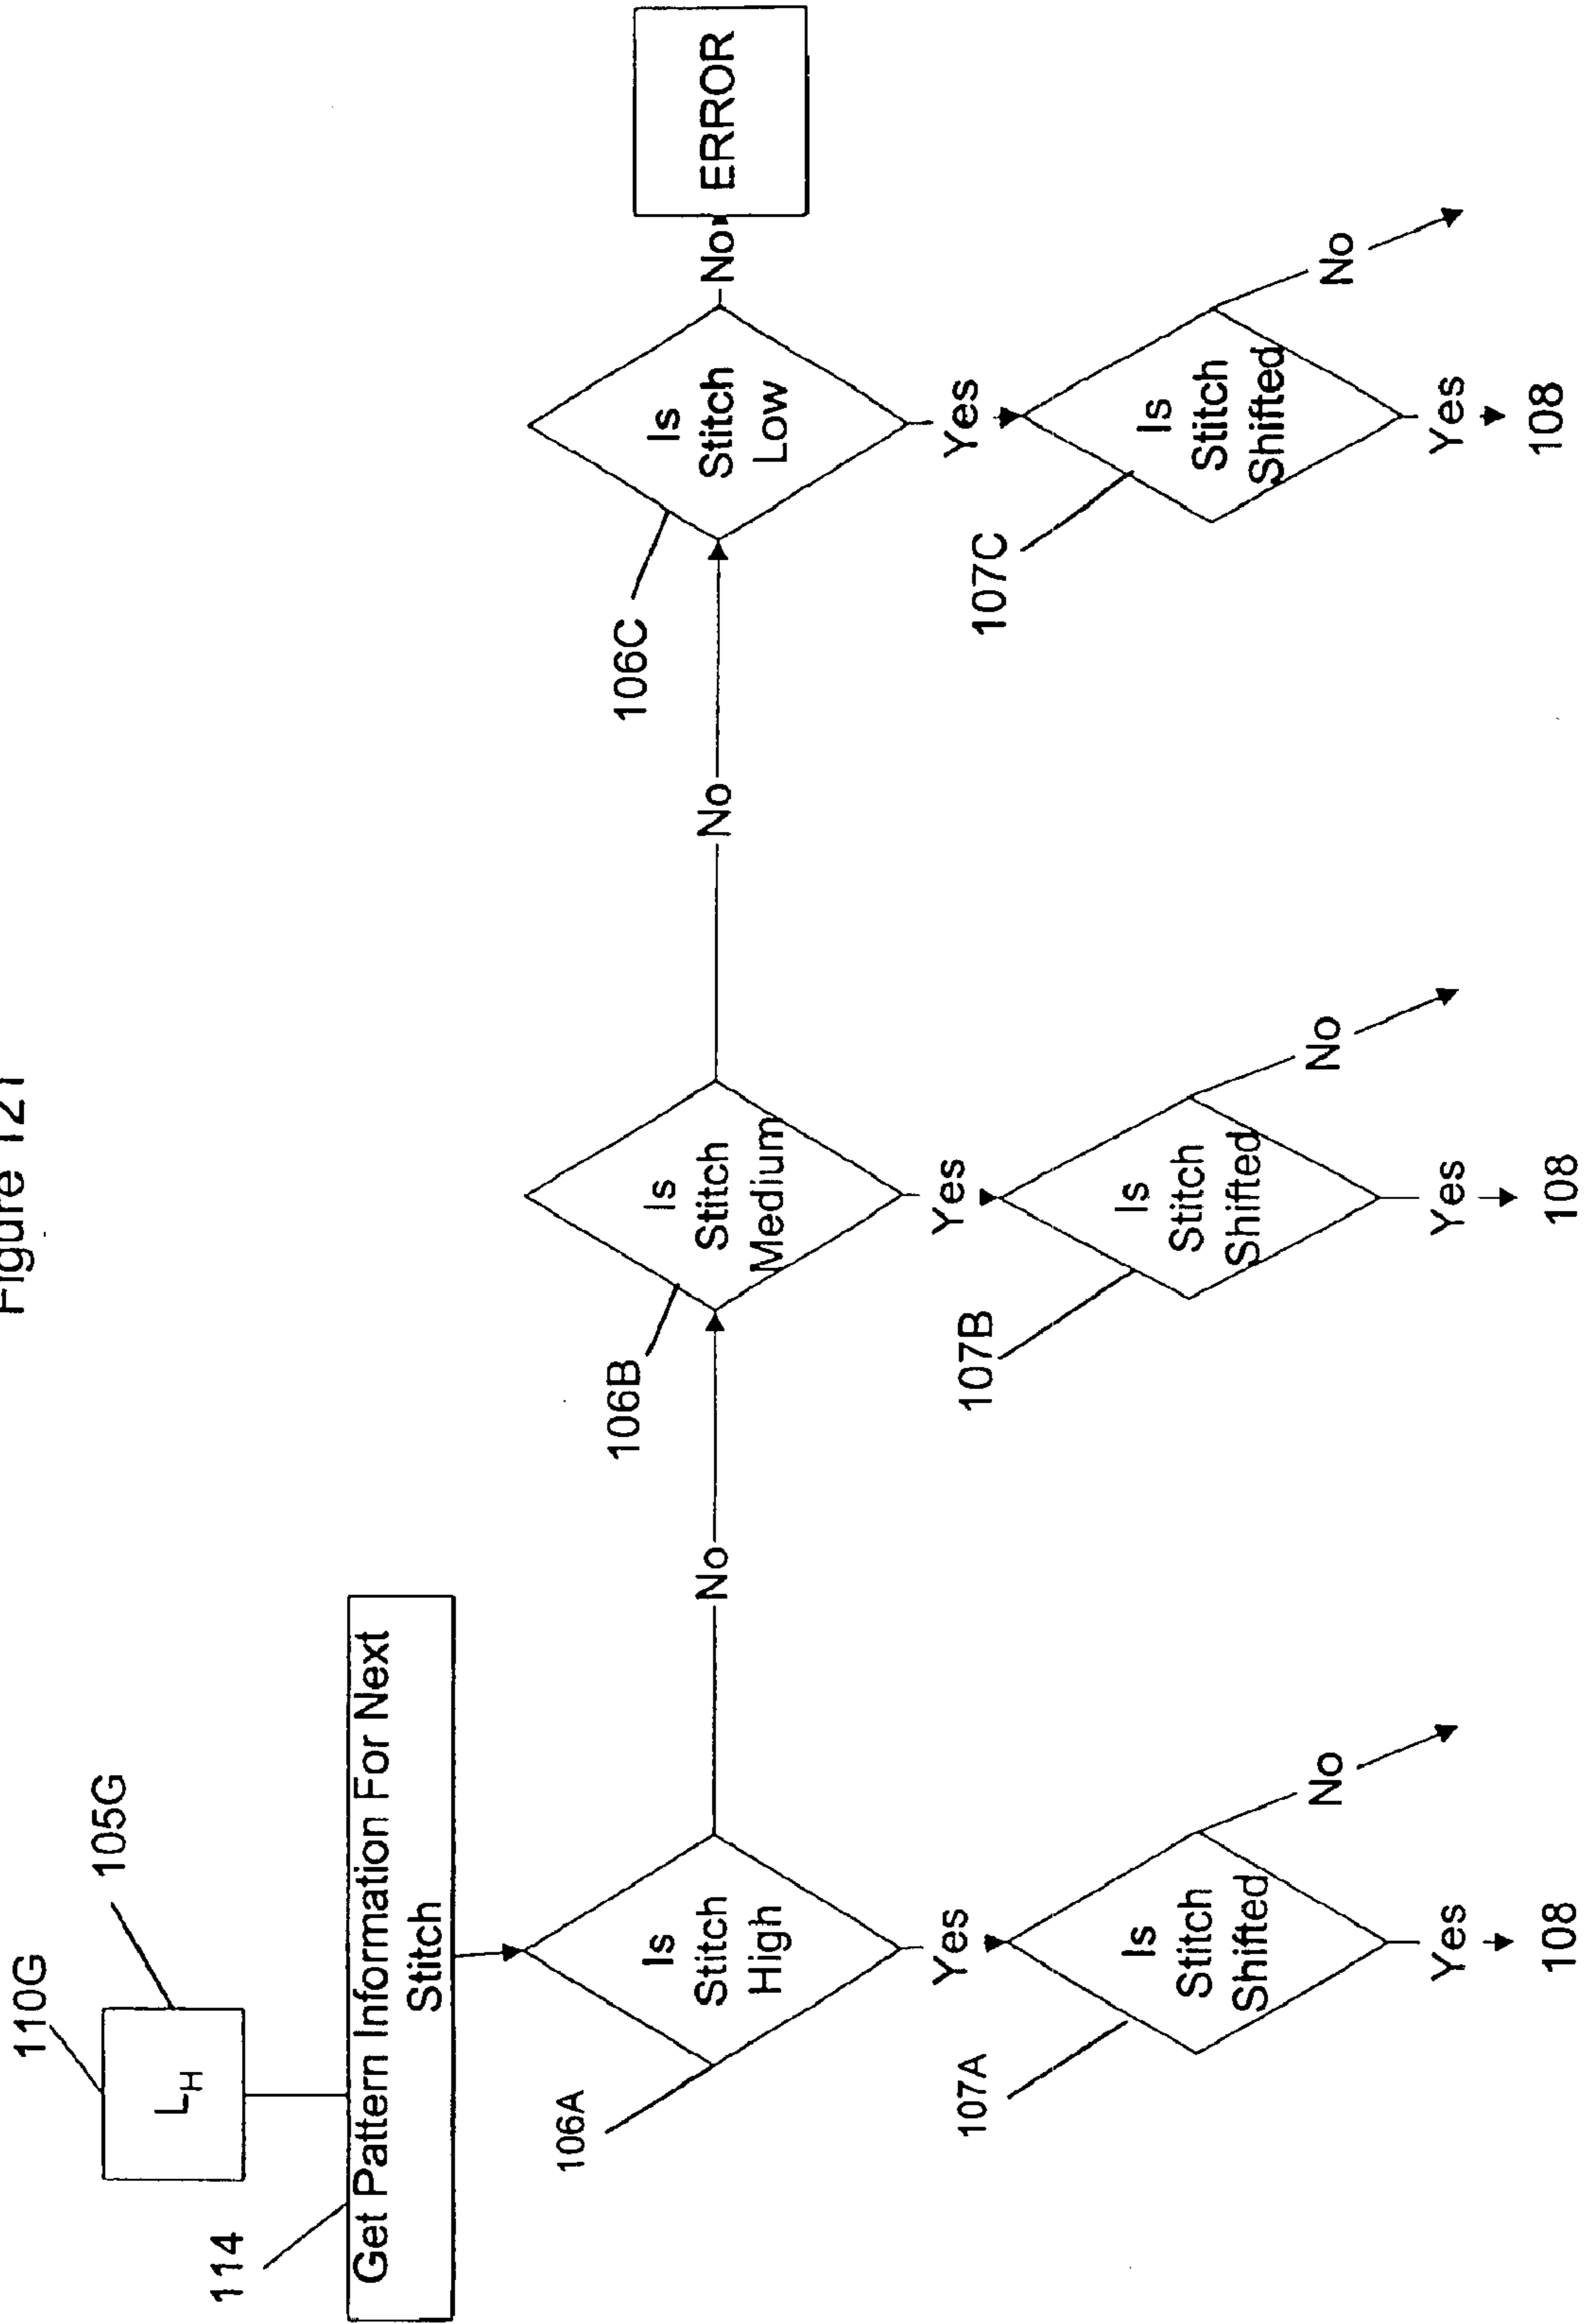 Figure
110G
105G
L_H
114
Get Pattern Information For Next
Stitch
Is
Stitch
High
No
Is
Stitch
Medium
No
Is
Stitch
Low
No
ERROR
106A
106B
106C
Yes
Yes
Yes
107A
107B
107C
Is
Stitch
Shifted
No
Is
Stitch
Shifted
No
Is
Stitch
Shifted
No
Yes
Yes
Yes
108
108
108